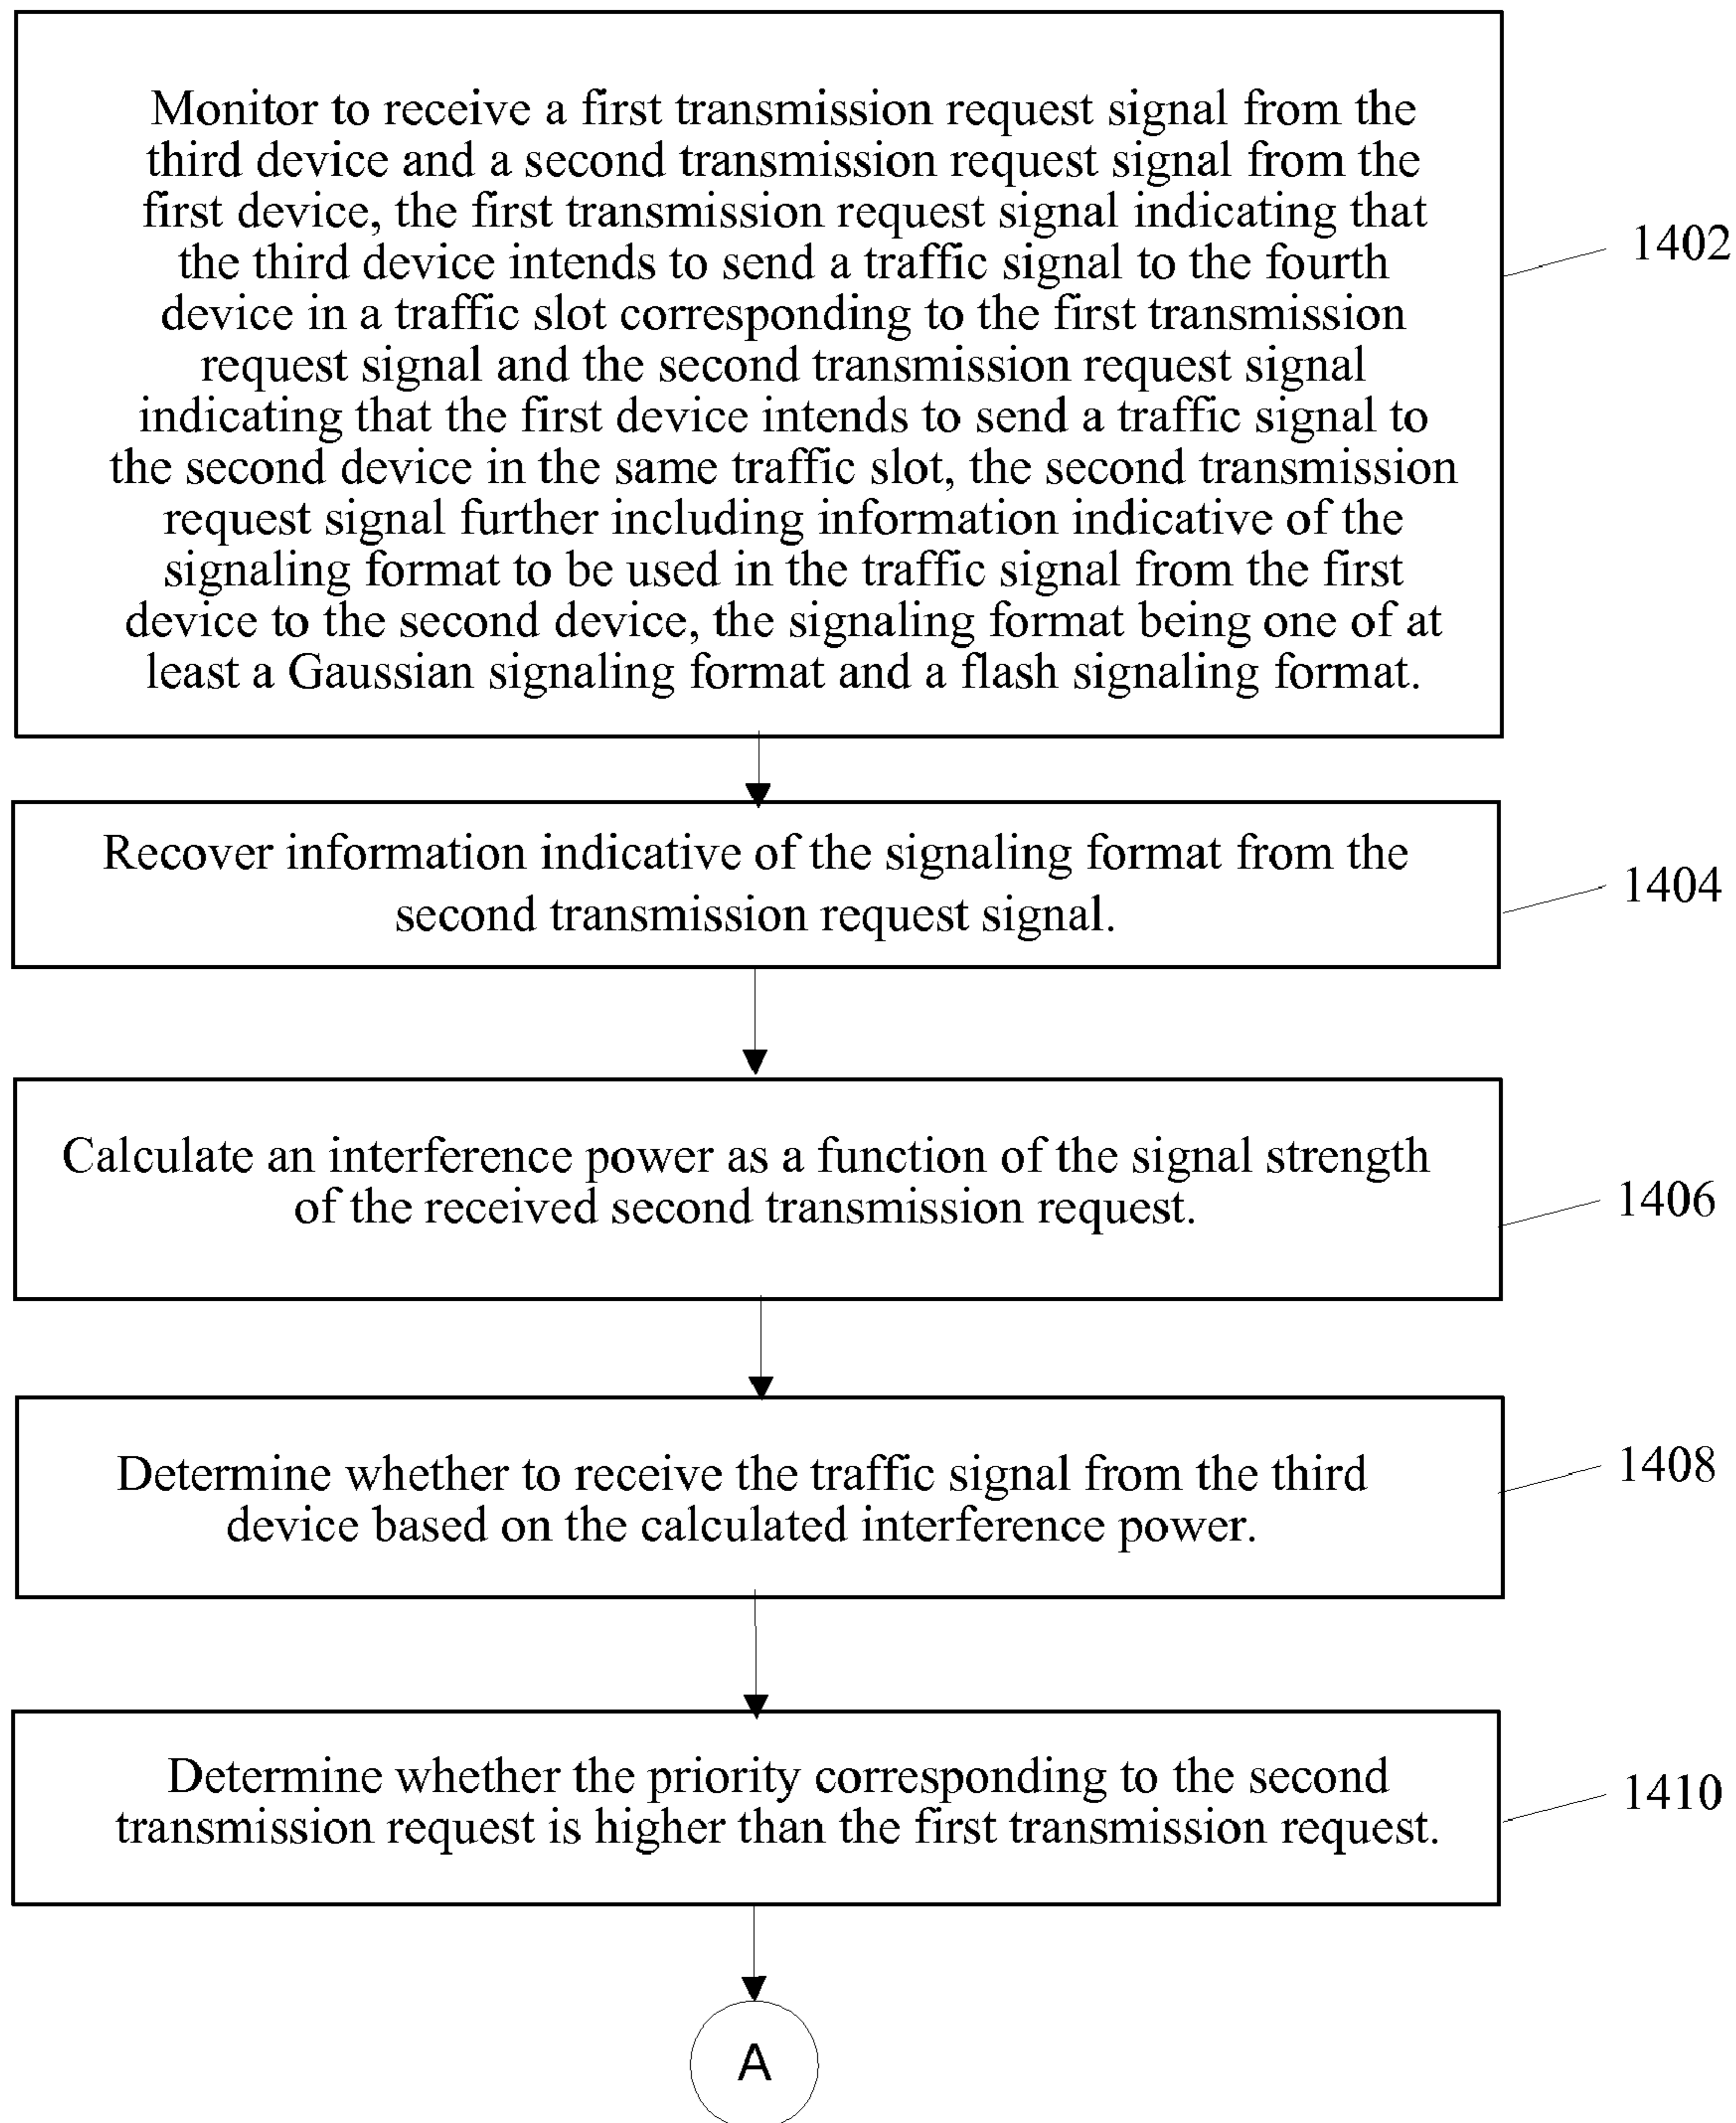 Monitor to receive a first transmission request signal from the
third device and a second transmission request signal from the
first device, the first transmission request signal indicating that
the third device intends to send a traffic signal to the fourth
device in a traffic slot corresponding to the first transmission
request signal and the second transmission request signal
indicating that the first device intends to send a traffic signal to
the second device in the same traffic slot, the second transmission
request signal further including information indicative of the
signaling format to be used in the traffic signal from the first
device to the second device, the signaling format being one of at
least a Gaussian signaling format and a flash signaling format.
1402
Recover information indicative of the signaling format from the
second transmission request signal.
1404
Calculate an interference power as a function of the signal strength
of the received second transmission request.
1406
Determine whether to receive the traffic signal from the third
device based on the calculated interference power.
1408
Determine whether the priority corresponding to the second
transmission request is higher than the first transmission request.
1410
A